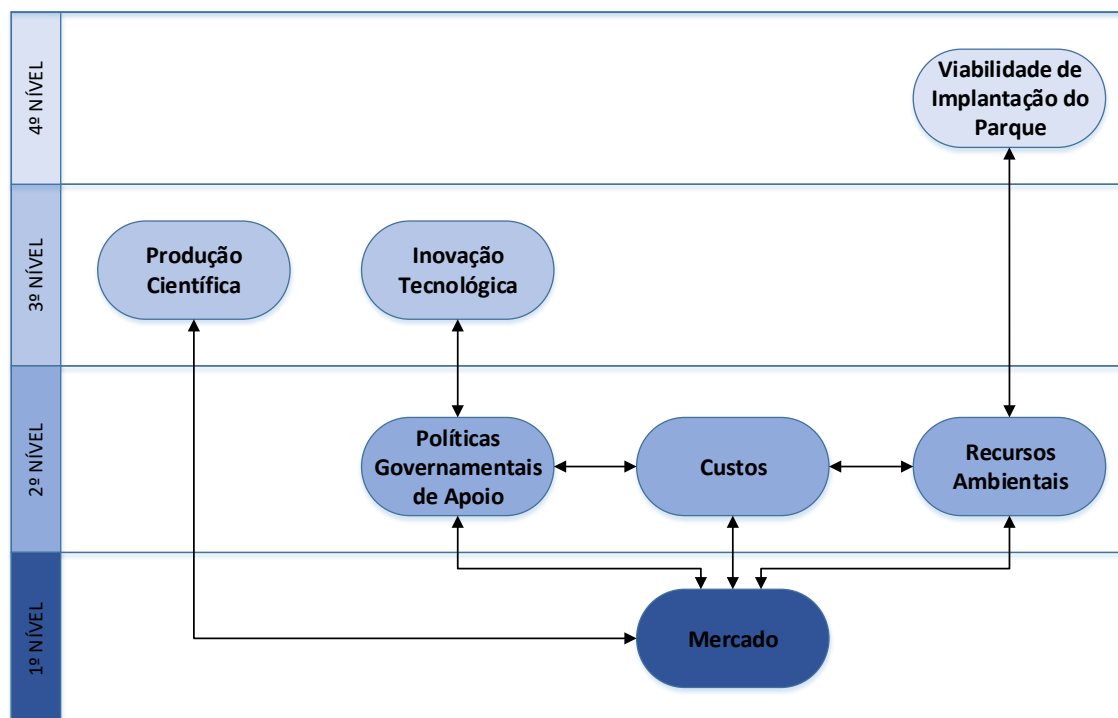 4º NÍVEL
Viabilidade de
Implantação do
Parque
3º NÍVEL
Produção
Científica
Inovação
Tecnológica
2º NÍVEL
Políticas
Governamentais
de Apoio
Custos
Recursos
Ambientais
1º NÍVEL
Mercado